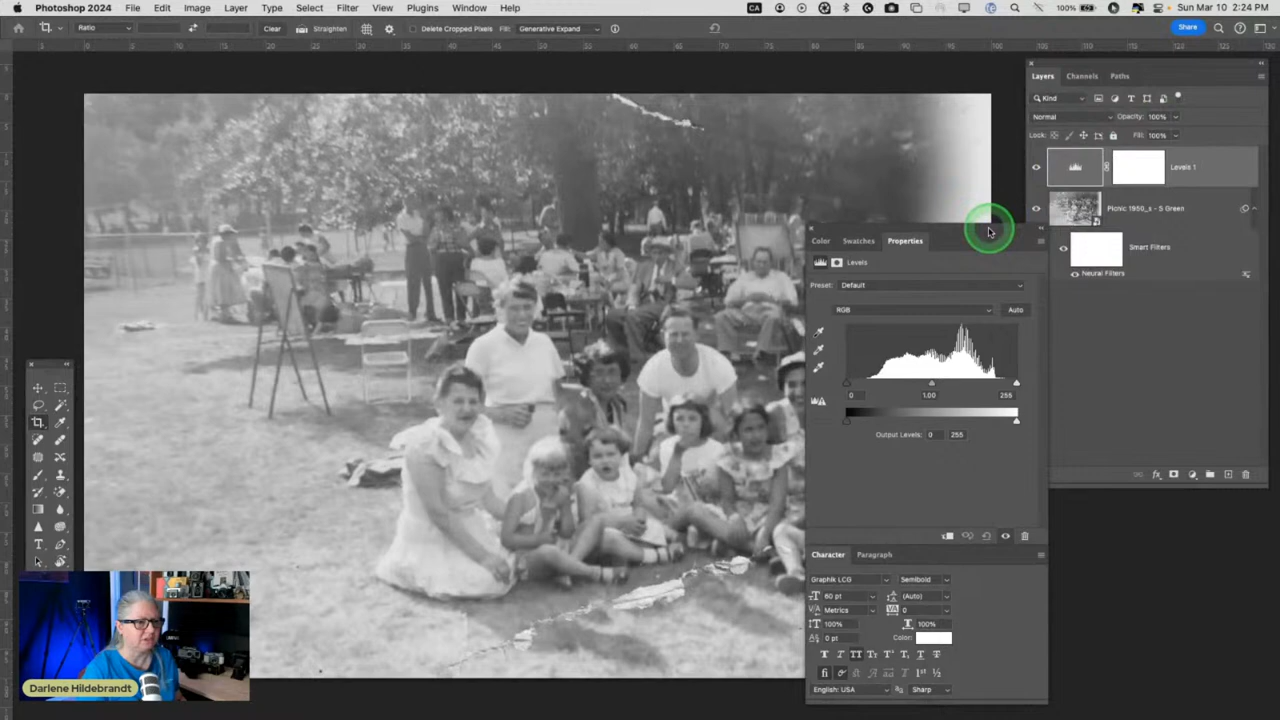 Photoshop 2024 File Edit Image Layer Type Select Filter View Plugins Window Help
100% Sun Mar 10 2:24 PM
Ratio Clear Straighten Delete Cropped Pixels Fill: Generative Expand Share
Layers Channels Paths
Kind
Normal Opacity: 100%
Lock: Fill: 100%
Levels 1
Picnic 1950_x - S Green
Smart Filters
Neural Filters
Color Swatches Properties
Levels
Preset: Default
RGB Auto
0 1.00 255
Output Levels: 0 255
Character Paragraph
Graphik LCG Semibold
60 pt (Auto)
Metrics 0
100% 100%
0 pt Color:
English: USA Sharp
Darlene Hildebrandt